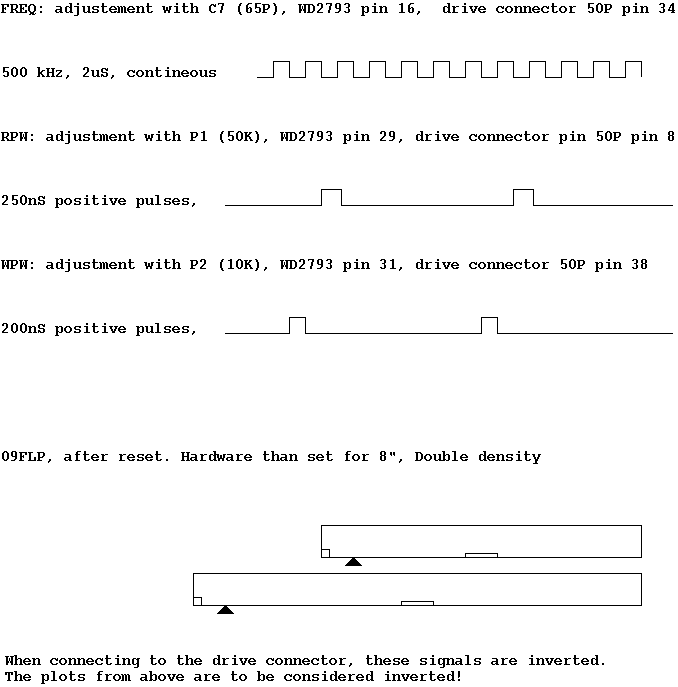 FREQ: adjustement with C7 (65P), WD2793 pin 16,  drive connector 50P pin 34
500 kHz, 2uS, contineous
RPW: adjustment with P1 (50K), WD2793 pin 29, drive connector pin 50P pin 8
250nS positive pulses,
WPW: adjustment with P2 (10K), WD2793 pin 31, drive connector 50P pin 38
200nS positive pulses,
09FLP, after reset. Hardware than set for 8", Double density
When connecting to the drive connector, these signals are inverted.
The plots from above are to be considered inverted!